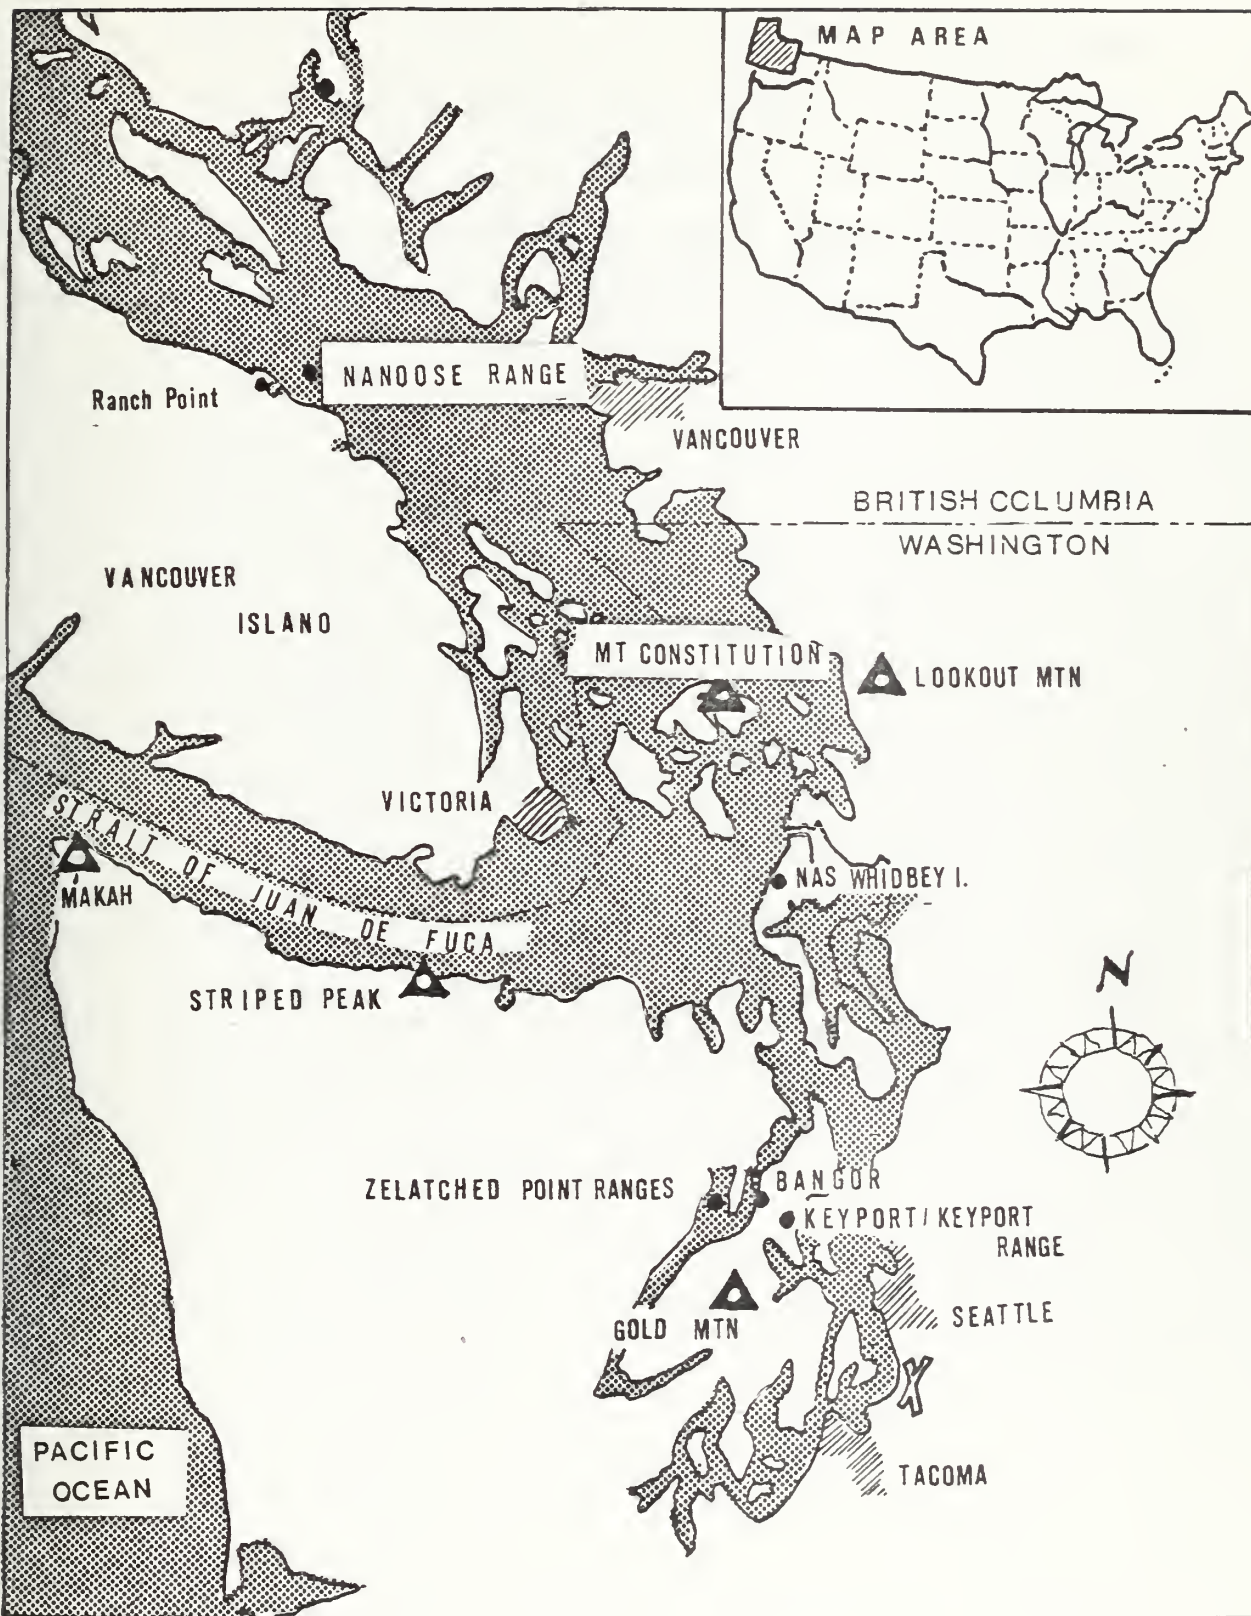 MAP AREA
NANOOSE RANGE
Ranch Point
VANCOUVER
BRITISH CCLUMBIA
WASHINGTON
VANCOUVER
ISLANO
MT CONSTITUTION
LOOKOUT MTN
VICTORIA
STRAIT OF JUAN DE FUCA
MAKAH
NAS WHIDBEY I.
STRIPED PEAK
N
ZELATCHED POINT RANGES
BANGOR
KEYPORT/KEYPORT
RANGE
SEATTLE
GOLD MTN
X
PACIFIC
OCEAN
TACOMA